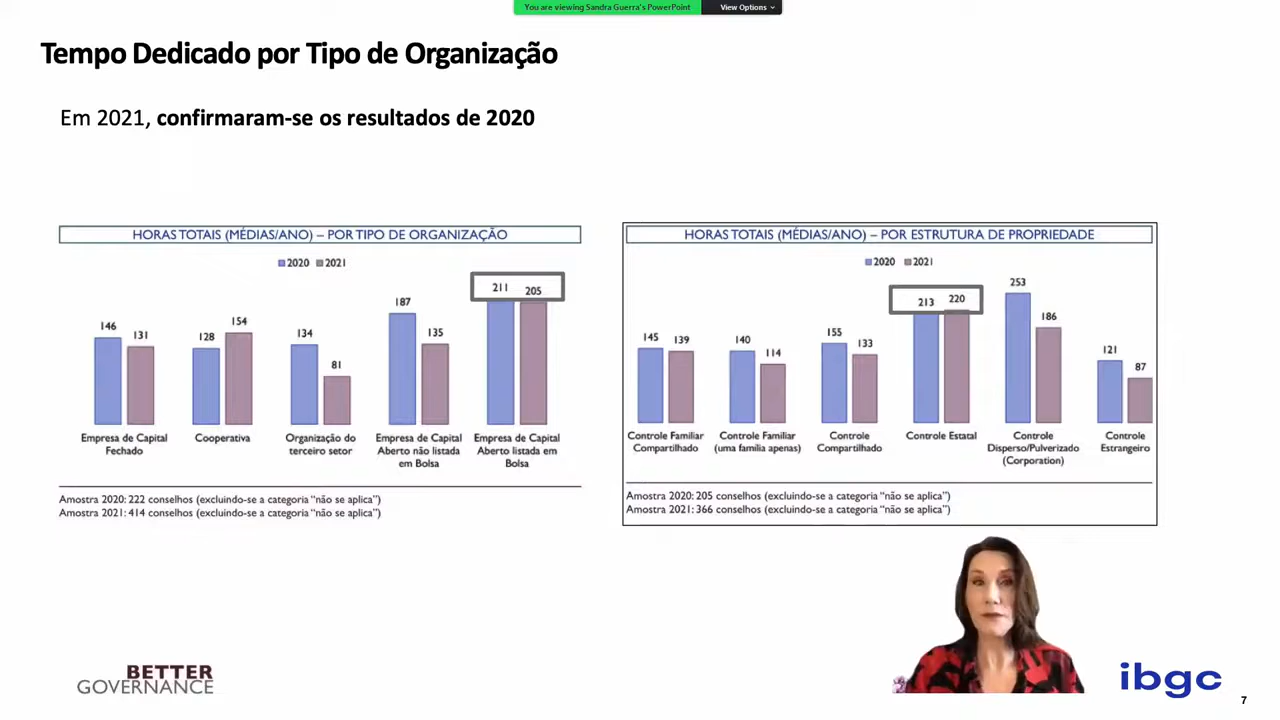 You are viewing Sandra Guerra's PowerPoint
View Options
Tempo Dedicado por Tipo de Organização
Em 2021, confirmaram-se os resultados de 2020
HORAS TOTAIS (MÉDIAS/ANO) – POR TIPO DE ORGANIZAÇÃO
2020 2021
146 131 128 154 134 81 187 135 211 205
Empresa de Capital Fechado
Cooperativa
Organização do terceiro setor
Empresa de Capital Aberto não listada em Bolsa
Empresa de Capital Aberto listada em Bolsa
Amostra 2020: 222 conselhos (excluindo-se a categoria “não se aplica”)
Amostra 2021: 414 conselhos (excluindo-se a categoria “não se aplica”)
HORAS TOTAIS (MÉDIAS/ANO) – POR ESTRUTURA DE PROPRIEDADE
2020 2021
145 139 140 114 155 133 213 220 253 186 121 87
Controle Familiar Compartilhado
Controle Familiar (uma família apenas)
Controle Compartilhado
Controle Estatal
Controle Disperso/Pulverizado (Corporation)
Controle Estrangeiro
Amostra 2020: 205 conselhos (excluindo-se a categoria “não se aplica”)
Amostra 2021: 366 conselhos (excluindo-se a categoria “não se aplica”)
BETTER
GOVERNANCE
ibgc
7